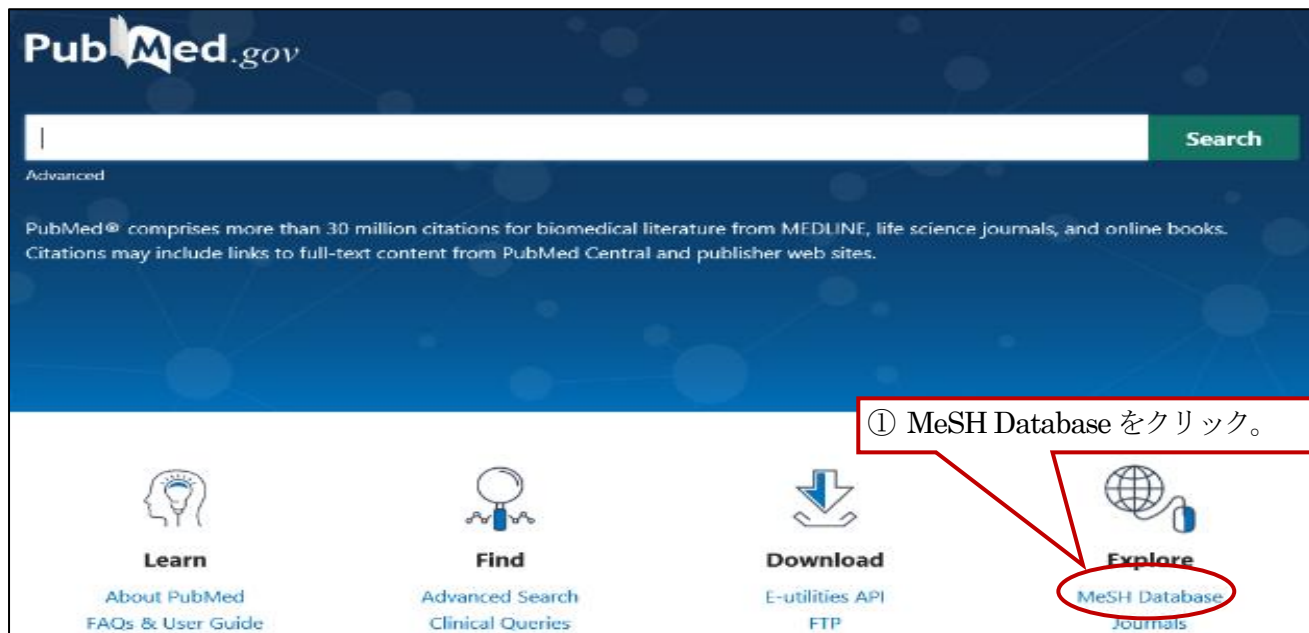 PubMed.gov
Search
Advanced
PubMed® comprises more than 30 million citations for biomedical literature from MEDLINE, life science journals, and online books.
Citations may include links to full-text content from PubMed Central and publisher web sites.
① MeSH Database をクリック。
Learn
Find
Download
Explore
About PubMed
Advanced Search
E-utilities API
MeSH Database
FAQs & User Guide
Clinical Queries
FTP
Journals